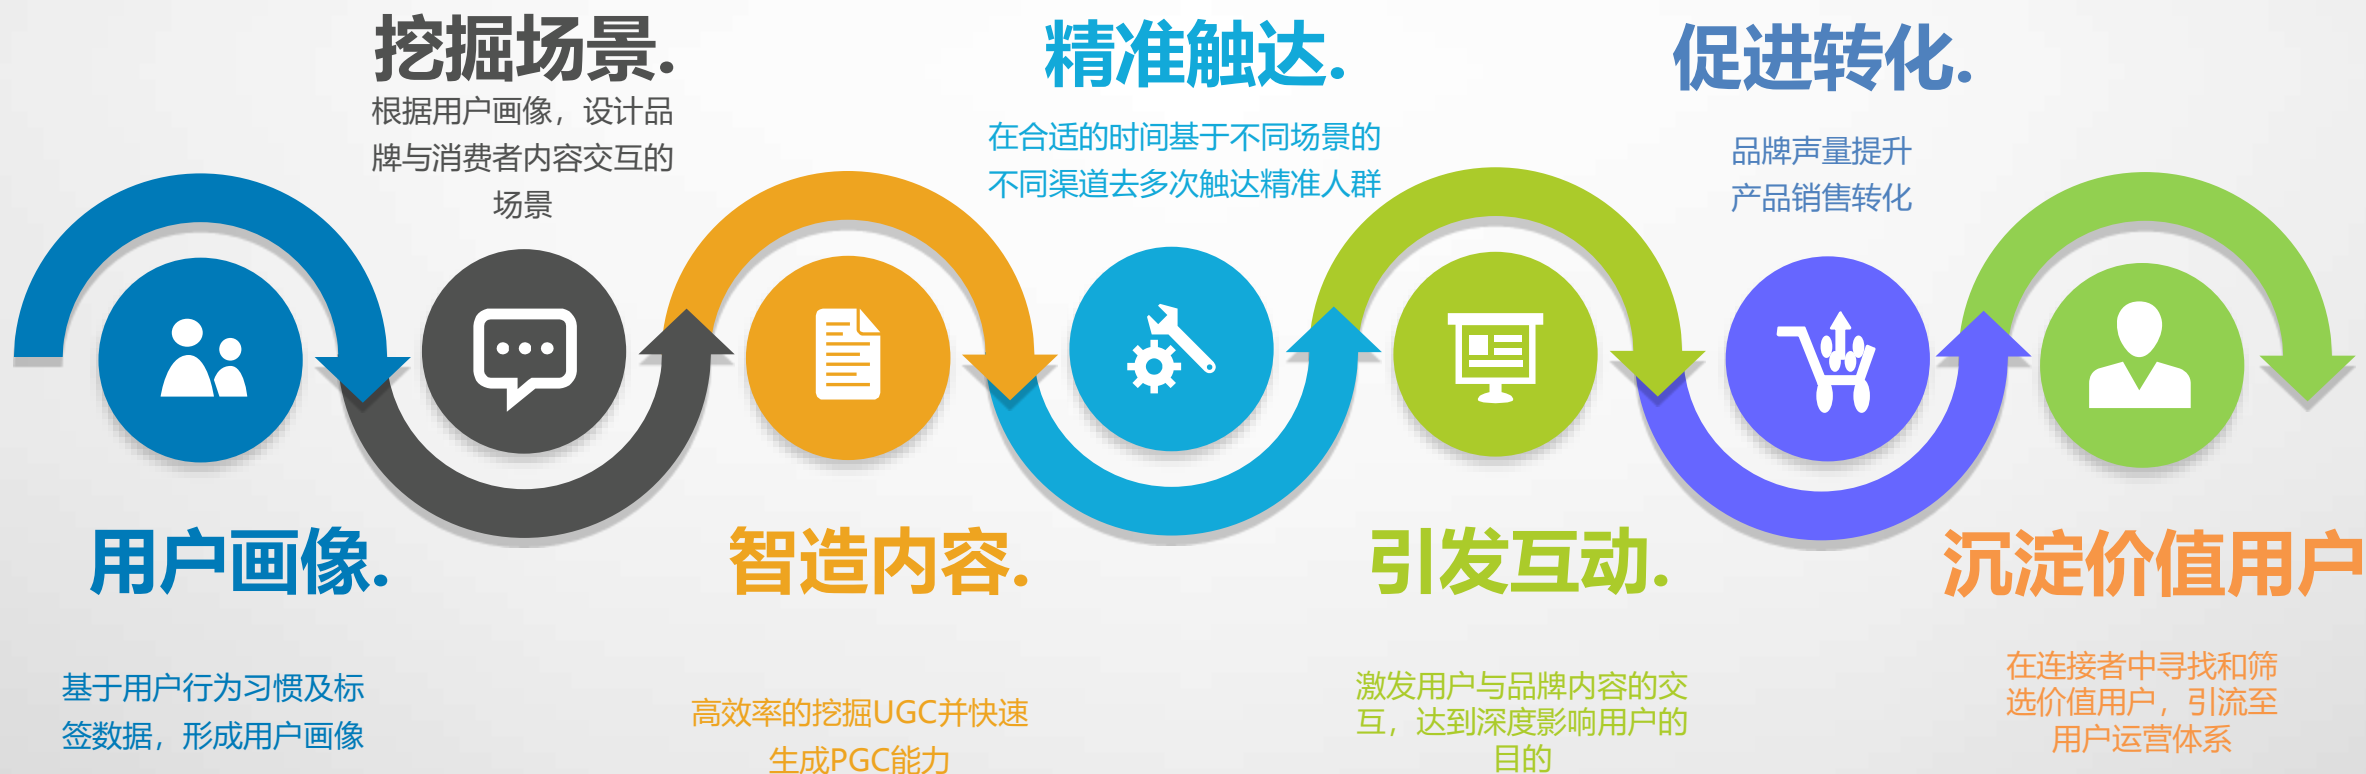 用户画像.
基于用户行为习惯及标
签数据，形成用户画像
挖掘场景.
根据用户画像，设计品
牌与消费者内容交互的
场景
智造内容.
高效率的挖掘UGC并快速
生成PGC能力
精准触达.
在合适的时间基于不同场景的
不同渠道去多次触达精准人群
引发互动.
激发用户与品牌内容的交
互，达到深度影响用户的
目的
促进转化.
品牌声量提升
产品销售转化
沉淀价值用户
在连接者中寻找和筛
选价值用户，引流至
用户运营体系